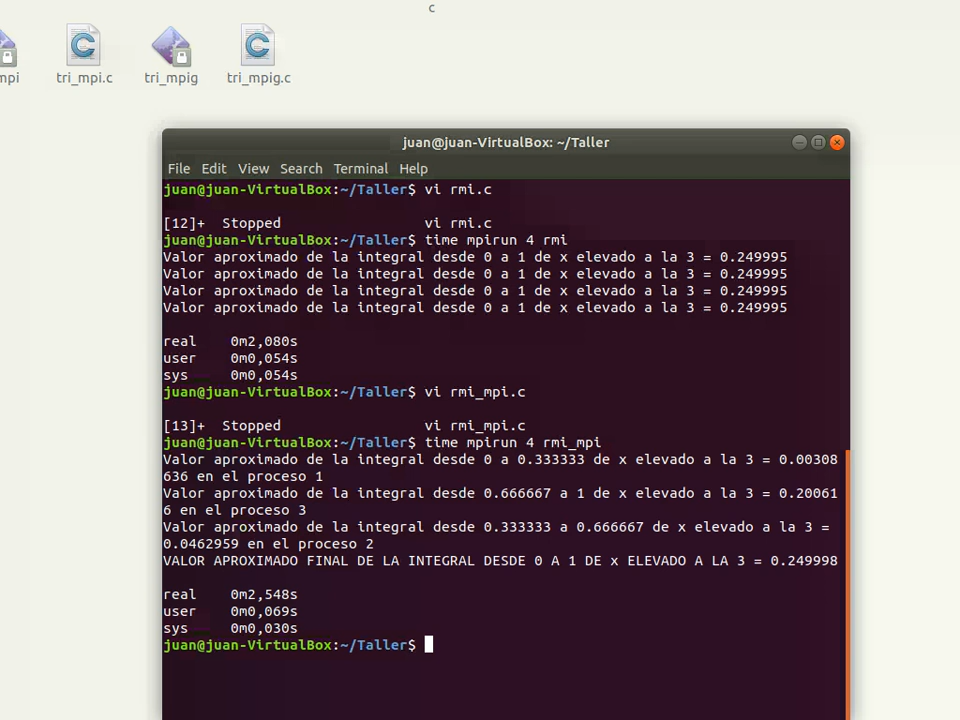 c
mpi
tri_mpi.c
tri_mpig
tri_mpig.c
juan@juan-VirtualBox: ~/Taller
File Edit View Search Terminal Help
juan@juan-VirtualBox:~/Taller$ vi rmi.c
[12]+  Stopped                 vi rmi.c
juan@juan-VirtualBox:~/Taller$ time mpirun 4 rmi
Valor aproximado de la integral desde 0 a 1 de x elevado a la 3 = 0.249995
Valor aproximado de la integral desde 0 a 1 de x elevado a la 3 = 0.249995
Valor aproximado de la integral desde 0 a 1 de x elevado a la 3 = 0.249995
Valor aproximado de la integral desde 0 a 1 de x elevado a la 3 = 0.249995
real    0m2,080s
user    0m0,054s
sys     0m0,054s
juan@juan-VirtualBox:~/Taller$ vi rmi_mpi.c
[13]+  Stopped                 vi rmi_mpi.c
juan@juan-VirtualBox:~/Taller$ time mpirun 4 rmi_mpi
Valor aproximado de la integral desde 0 a 0.333333 de x elevado a la 3 = 0.00308
636 en el proceso 1
Valor aproximado de la integral desde 0.666667 a 1 de x elevado a la 3 = 0.20061
6 en el proceso 3
Valor aproximado de la integral desde 0.333333 a 0.666667 de x elevado a la 3 =
0.0462959 en el proceso 2
VALOR APROXIMADO FINAL DE LA INTEGRAL DESDE 0 A 1 DE x ELEVADO A LA 3 = 0.249998
real    0m2,548s
user    0m0,069s
sys     0m0,030s
juan@juan-VirtualBox:~/Taller$